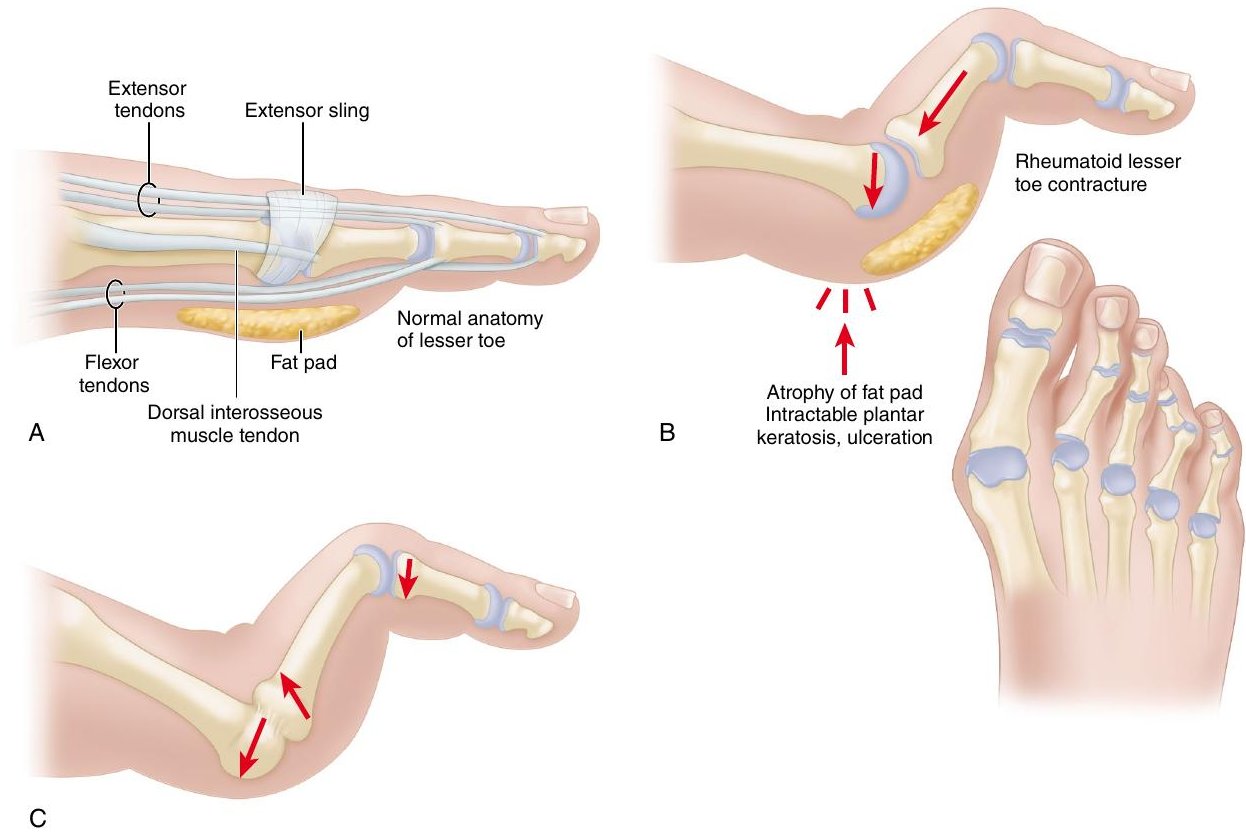 Extensor
tendons
Extensor sling
Normal anatomy
of lesser toe
Flexor
tendons
Fat pad
Dorsal interosseous
muscle tendon
A
Rheumatoid lesser
toe contracture
Atrophy of fat pad
Intractable plantar
keratosis, ulceration
B
C